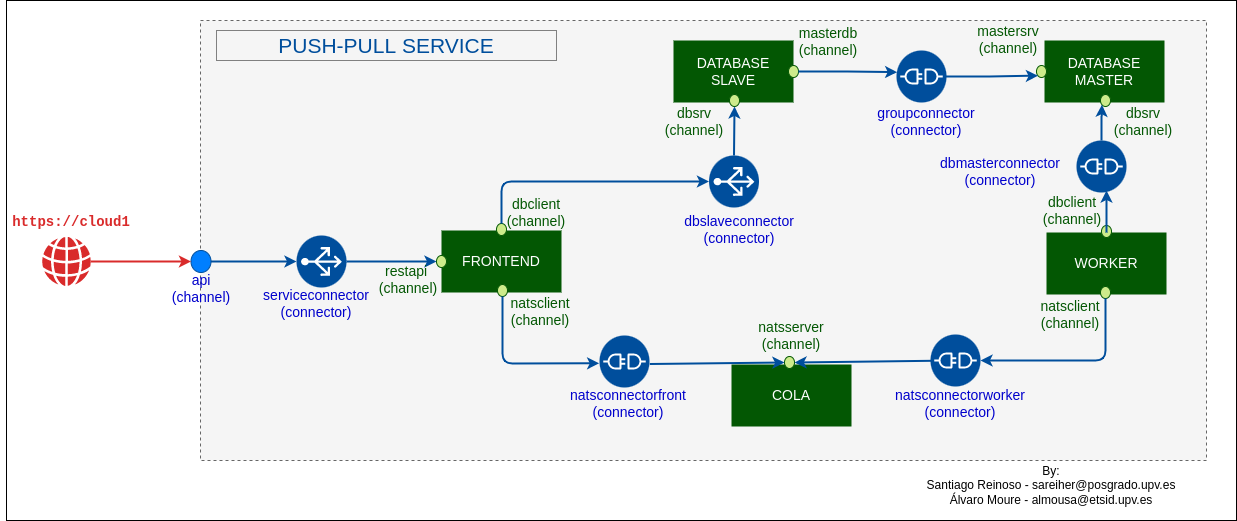 PUSH-PULL SERVICE
masterdb
(channel)
mastersrv
(channel)
DATABASE
SLAVE
DATABASE
MASTER
dbsrv
(channel)
groupconnector
(connector)
dbsrv
(channel)
dbmasterconnector
(connector)
dbclient
(channel)
dbslaveconnector
(connector)
dbclient
(channel)
https://cloud1
api
(channel)
serviceconnector
(connector)
restapi
(channel)
FRONTEND
WORKER
natsclient
(channel)
natsserver
(channel)
natsclient
(channel)
natsconnectorfront
(connector)
COLA
natsconnectorworker
(connector)
By:
Santiago Reinoso - sareiher@posgrado.upv.es
Álvaro Moure - almousa@etsid.upv.es